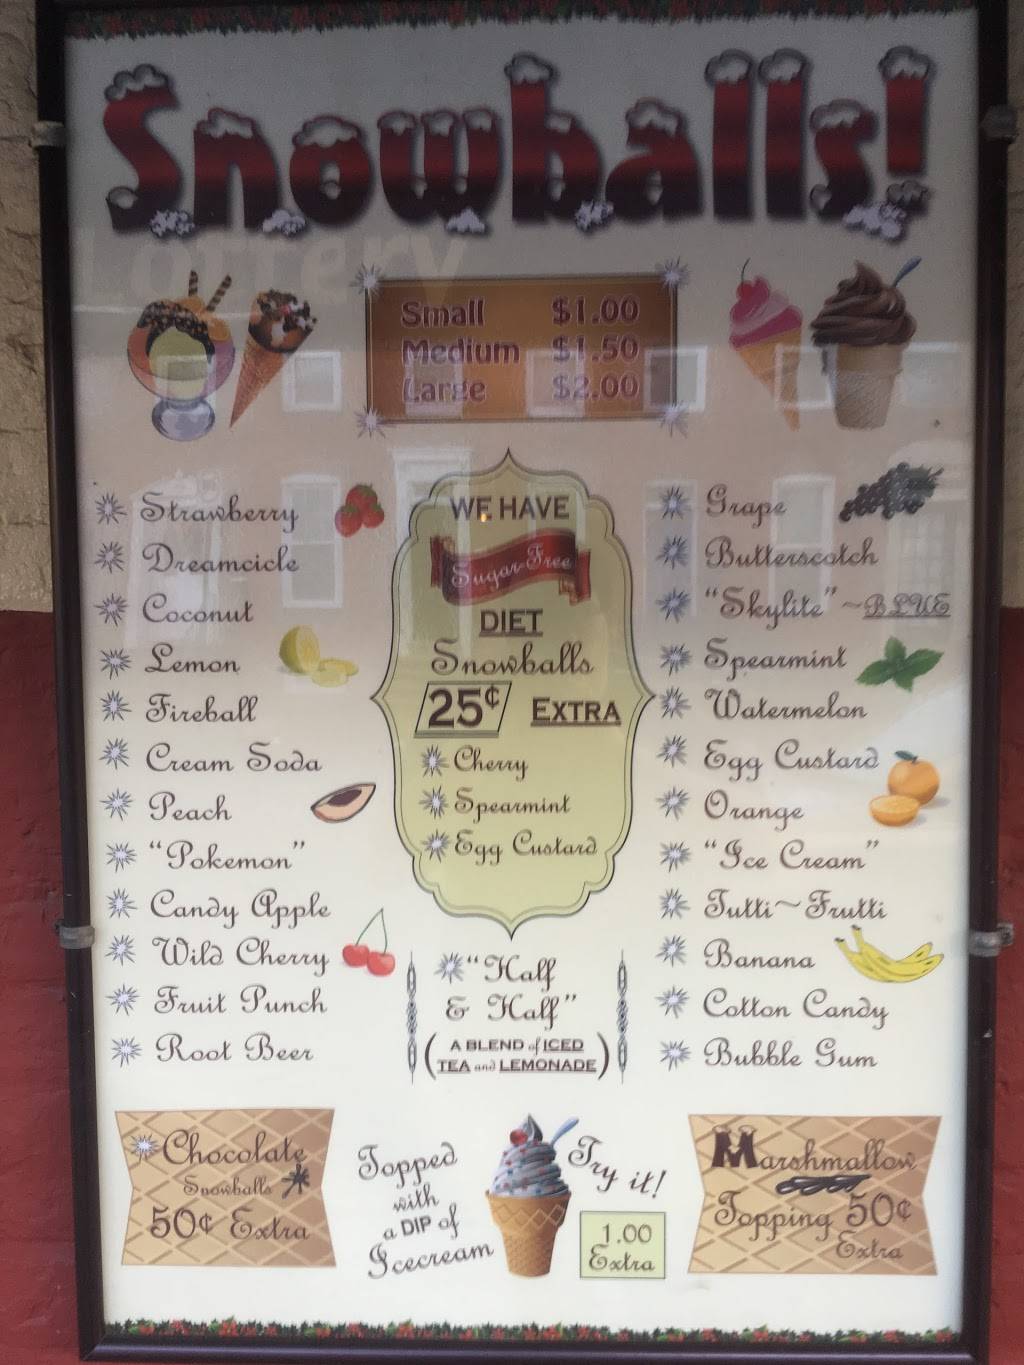 Snowballs!
Lottery
Small $1.00
Medium $1.50
Large $2.00
Strawberry
Dreamcicle
Coconut
Lemon
Fireball
Cream Soda
Peach
"Pokemon"
Candy Apple
Wild Cherry
Fruit Punch
Root Beer
WE HAVE
Sugar-Free
DIET
Snowballs
25¢ EXTRA
Cherry
Spearmint
Egg Custard
"Half
& Half"
(A BLEND of ICED
TEA and LEMONADE)
Grape
Butterscotch
"Skylite" ~ BLUE
Spearmint
Watermelon
Egg Custard
Orange
"Ice Cream"
Tutti~Frutti
Banana
Cotton Candy
Bubble Gum
Chocolate
Snowballs
50¢ Extra
Topped
with
a DIP of
Icecream
Try it!
1.00
Extra
Marshmallow
Topping 50¢
Extra